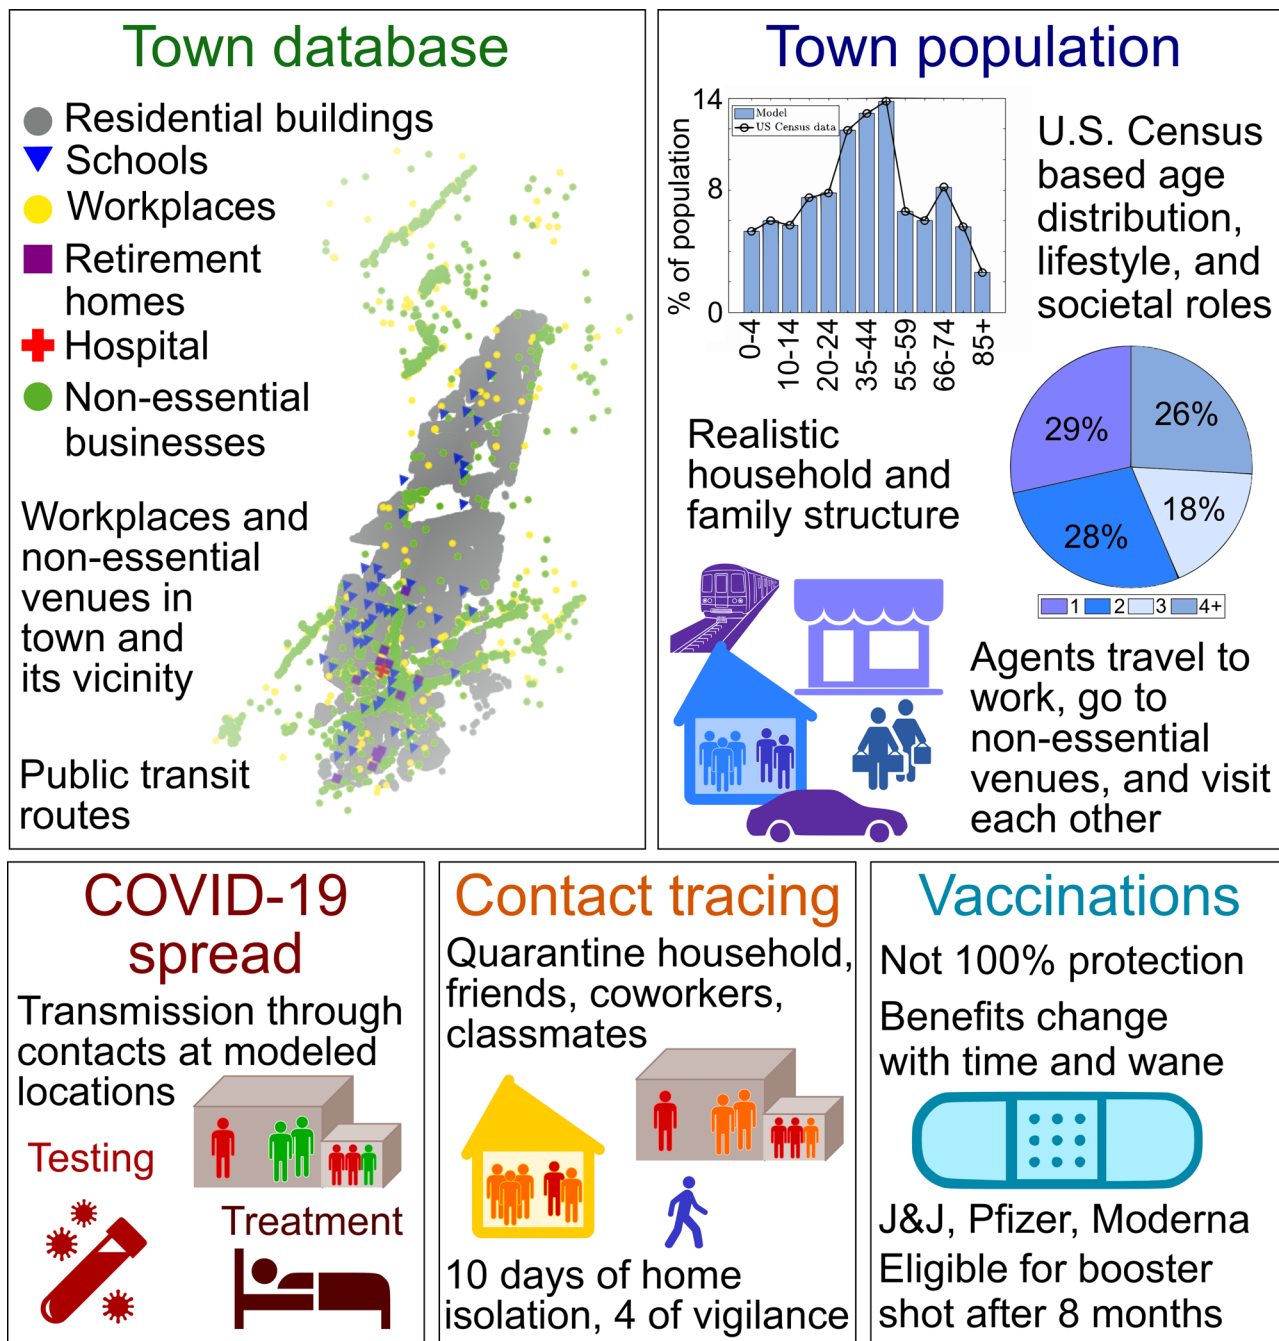 Town database
Residential buildings
Schools
Workplaces
Retirement
homes
Hospital
Non-essential
businesses
Workplaces and
non-essential
venues in
town and
its vicinity
Public transit
routes
Town population
% of population
14
8
0
Model
US Census data
0-4
10-14
20-24
35-44
55-59
66-74
85+
U.S. Census
based age
distribution,
lifestyle, and
societal roles
Realistic
household and
family structure
29%
26%
18%
28%
1 2 3 4+
Agents travel to
work, go to
non-essential
venues, and visit
each other
COVID-19
spread
Transmission through
contacts at modeled
locations
Testing
Treatment
Contact tracing
Quarantine household,
friends, coworkers,
classmates
10 days of home
isolation, 4 of vigilance
Vaccinations
Not 100% protection
Benefits change
with time and wane
J&J, Pfizer, Moderna
Eligible for booster
shot after 8 months